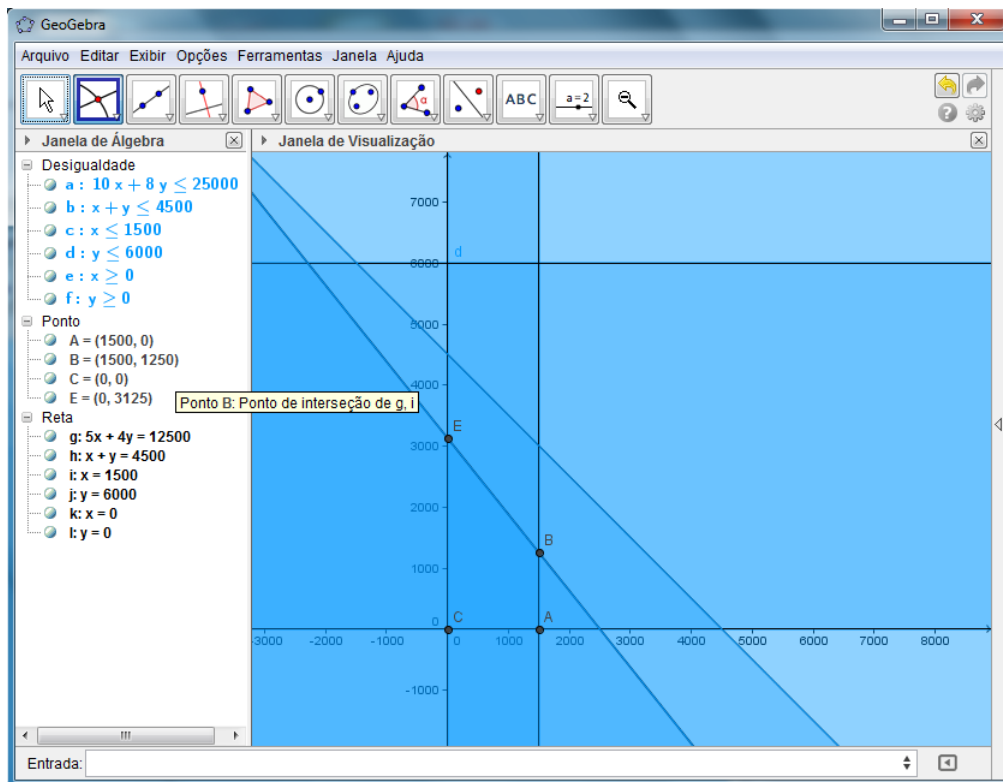 GeoGebra
Arquivo Editar Exibir Opções Ferramentas Janela Ajuda
ABC
a=2
α
Janela de Álgebra
Desigualdade
a : 10 x + 8 y ≤ 25000
b : x + y ≤ 4500
c : x ≤ 1500
d : y ≤ 6000
e : x ≥ 0
f : y ≥ 0
Ponto
A = (1500, 0)
B = (1500, 1250)
C = (0, 0)
E = (0, 3125)
Reta
g: 5x + 4y = 12500
h: x + y = 4500
i: x = 1500
j: y = 6000
k: x = 0
l: y = 0
Ponto B: Ponto de interseção de g, i
Janela de Visualização
7000
d
6000
5000
4000
E
3000
2000
B
1000
0 C A
-3000 -2000 -1000 0 1000 2000 3000 4000 5000 6000 7000 8000
-1000
Entrada: